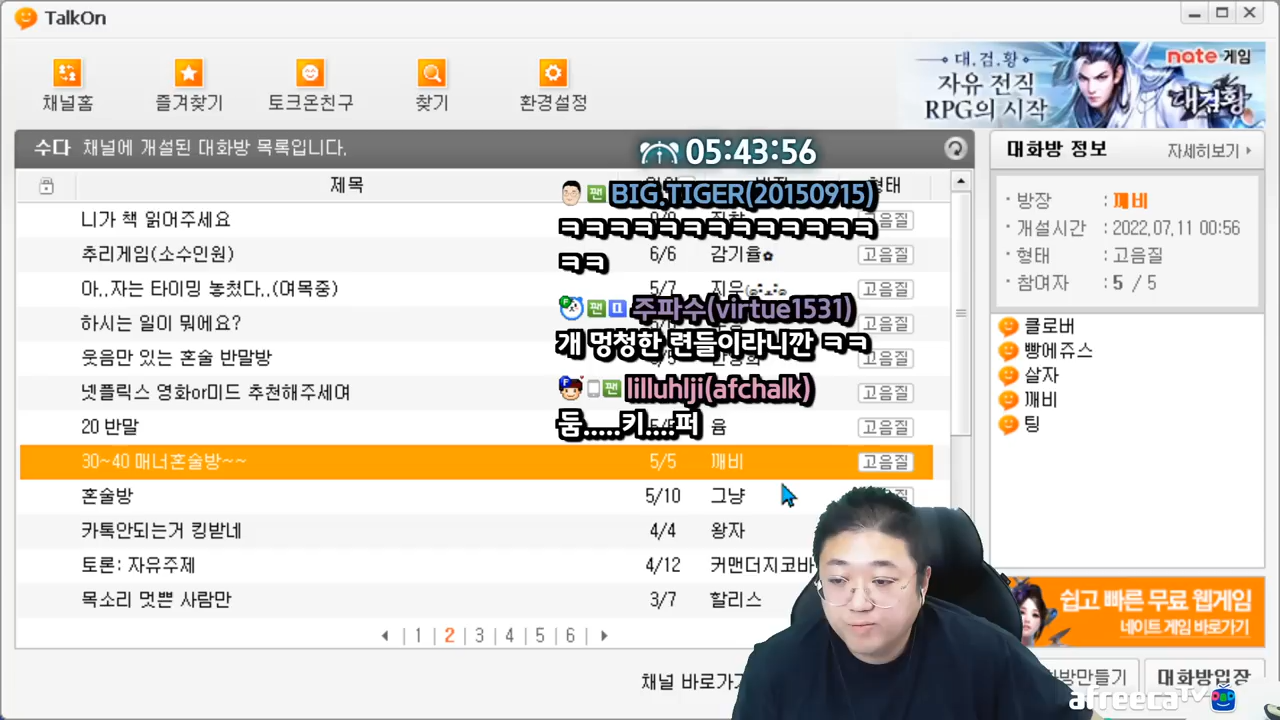 TalkOn
채널홈
즐겨찾기
토크온친구
찾기
환경설정
대.검.황
자유 전직
RPG의 시작
nate 게임
대검황
수다 채널에 개설된 대화방 목록입니다.
05:43:56
제목
형태
니가 책 읽어주세요
고음질
추리게임(소수인원) 6/6 감기율✿ 고음질
아,,자는 타이밍 놓쳤다,,(여목중) 5/7 지우 고음질
하시는 일이 뭐에요? 고음질
웃음만 있는 혼술 반말방 고음질
넷플릭스 영화or미드 추천해주세며 고음질
20 반말 5/5 음 고음질
30~40 매너혼술방~~ 5/5 깨비 고음질
혼술방 5/10 그냥
카톡안되는거 킹받네 4/4 왕자
토론: 자유주제 4/12 커맨더지코바
목소리 멋쁜 사람만 3/7 할리스
1 | 2 | 3 | 4 | 5 | 6
팬 BIG.TIGER(20150915)
ㅋㅋㅋㅋㅋㅋㅋㅋㅋㅋㅋㅋㅋ
ㅋㅋ
팬 주파수(virtue1531)
개 멍청한 련들이라니깐 ㅋㅋ
팬 lilluhlji(afchalk)
둠.....키....퍼
대화방 정보 자세히보기
· 방장 : 깨비
· 개설시간 : 2022,07,11 00:56
· 형태 : 고음질
· 참여자 : 5 / 5
클로버
빵에쥬스
살자
깨비
팅
쉽고 빠른 무료 웹게임
네이트 게임 바로가기
채널 바로가기
방만들기
대화방입장
afreecaTV